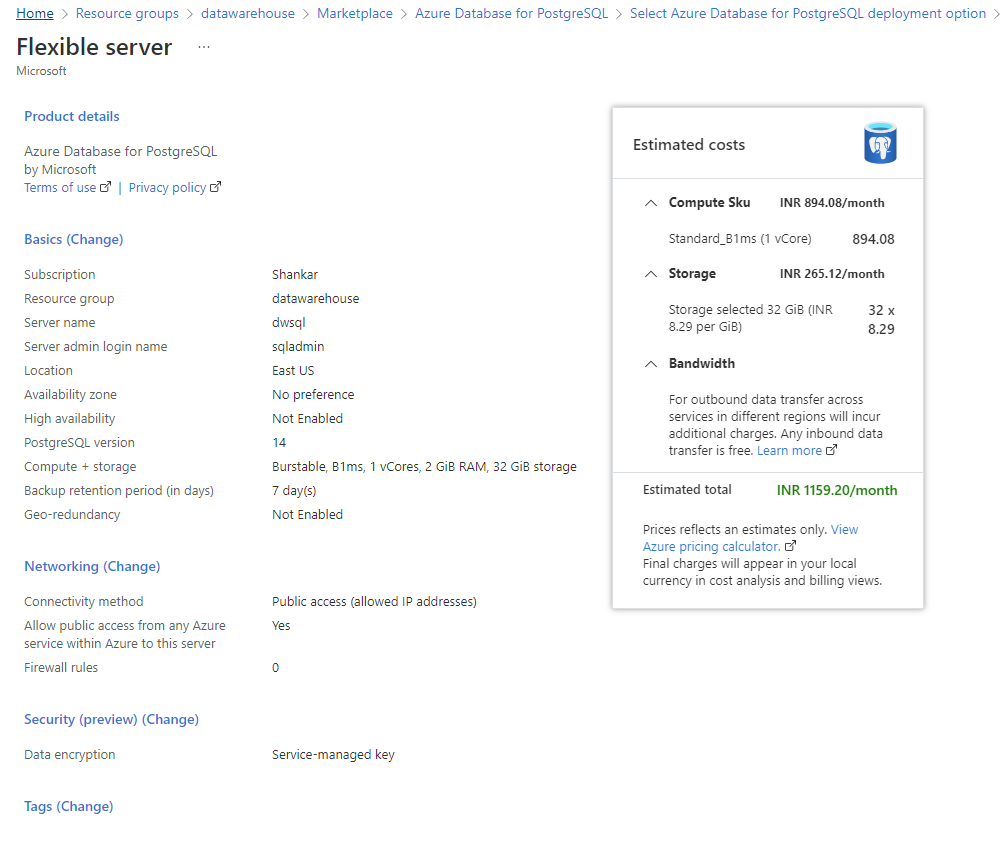 Home > Resource groups > datawarehouse > Marketplace > Azure Database for PostgreSQL > Select Azure Database for PostgreSQL deployment option >
Flexible server ...
Microsoft
Product details
Azure Database for PostgreSQL
by Microsoft
Terms of use | Privacy policy
Basics (Change)
Subscription Shankar
Resource group datawarehouse
Server name dwsql
Server admin login name sqladmin
Location East US
Availability zone No preference
High availability Not Enabled
PostgreSQL version 14
Compute + storage Burstable, B1ms, 1 vCores, 2 GiB RAM, 32 GiB storage
Backup retention period (in days) 7 day(s)
Geo-redundancy Not Enabled
Networking (Change)
Connectivity method Public access (allowed IP addresses)
Allow public access from any Azure Yes
service within Azure to this server
Firewall rules 0
Security (preview) (Change)
Data encryption Service-managed key
Tags (Change)
Estimated costs
Compute Sku INR 894.08/month
Standard_B1ms (1 vCore) 894.08
Storage INR 265.12/month
Storage selected 32 GiB (INR 32 x
8.29 per GiB) 8.29
Bandwidth
For outbound data transfer across
services in different regions will incur
additional charges. Any inbound data
transfer is free. Learn more
Estimated total INR 1159.20/month
Prices reflects an estimates only. View
Azure pricing calculator.
Final charges will appear in your local
currency in cost analysis and billing views.